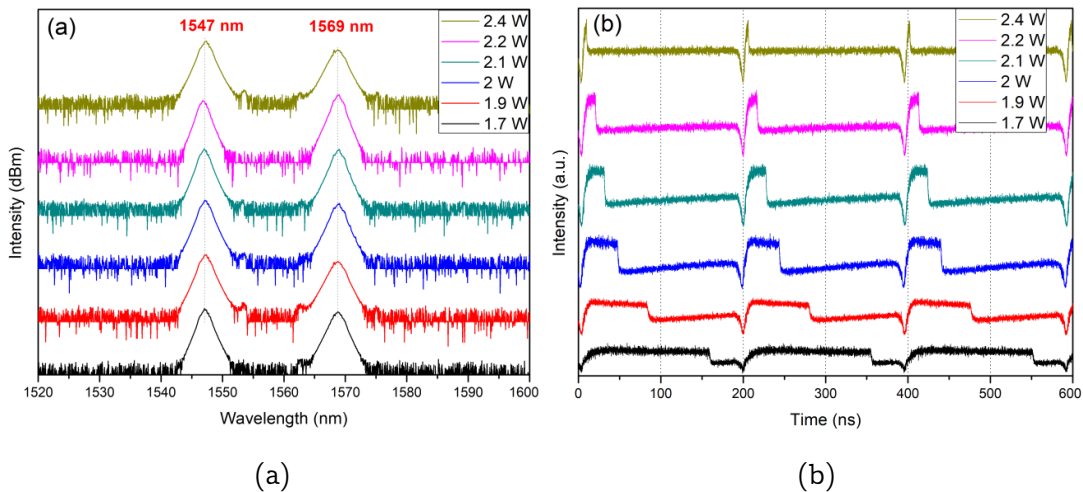 (a)
1547 nm
1569 nm
2.4 W
2.2 W
2.1 W
2 W
1.9 W
1.7 W
Intensity (dBm)
1520 1530 1540 1550 1560 1570 1580 1590 1600
Wavelength (nm)
(b)
2.4 W
2.2 W
2.1 W
2 W
1.9 W
1.7 W
Intensity (a.u.)
0 100 200 300 400 500 600
Time (ns)
(a)
(b)